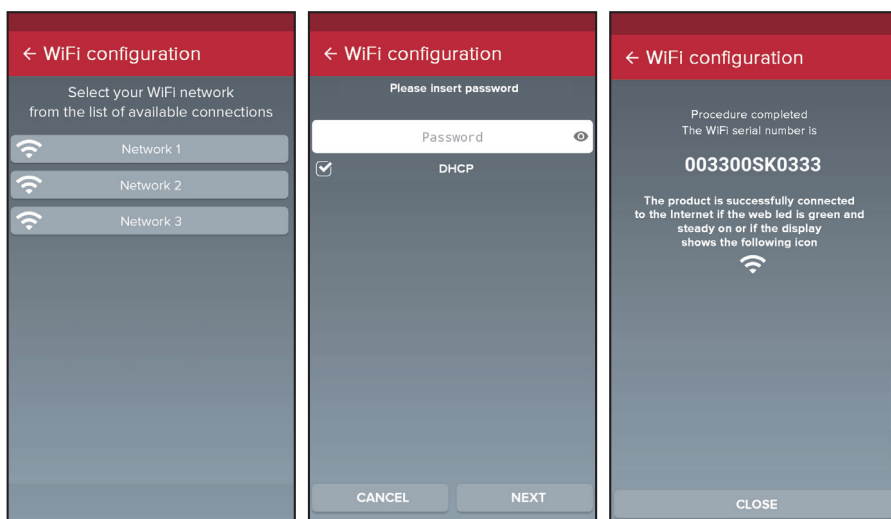 ← WiFi configuration
Select your WiFi network
from the list of available connections
Network 1
Network 2
Network 3
← WiFi configuration
Please insert password
Password
DHCP
CANCEL
NEXT
← WiFi configuration
Procedure completed
The WiFi serial number is
003300SK0333
The product is successfully connected
to the Internet if the web led is green and
steady on or if the display
shows the following icon
CLOSE